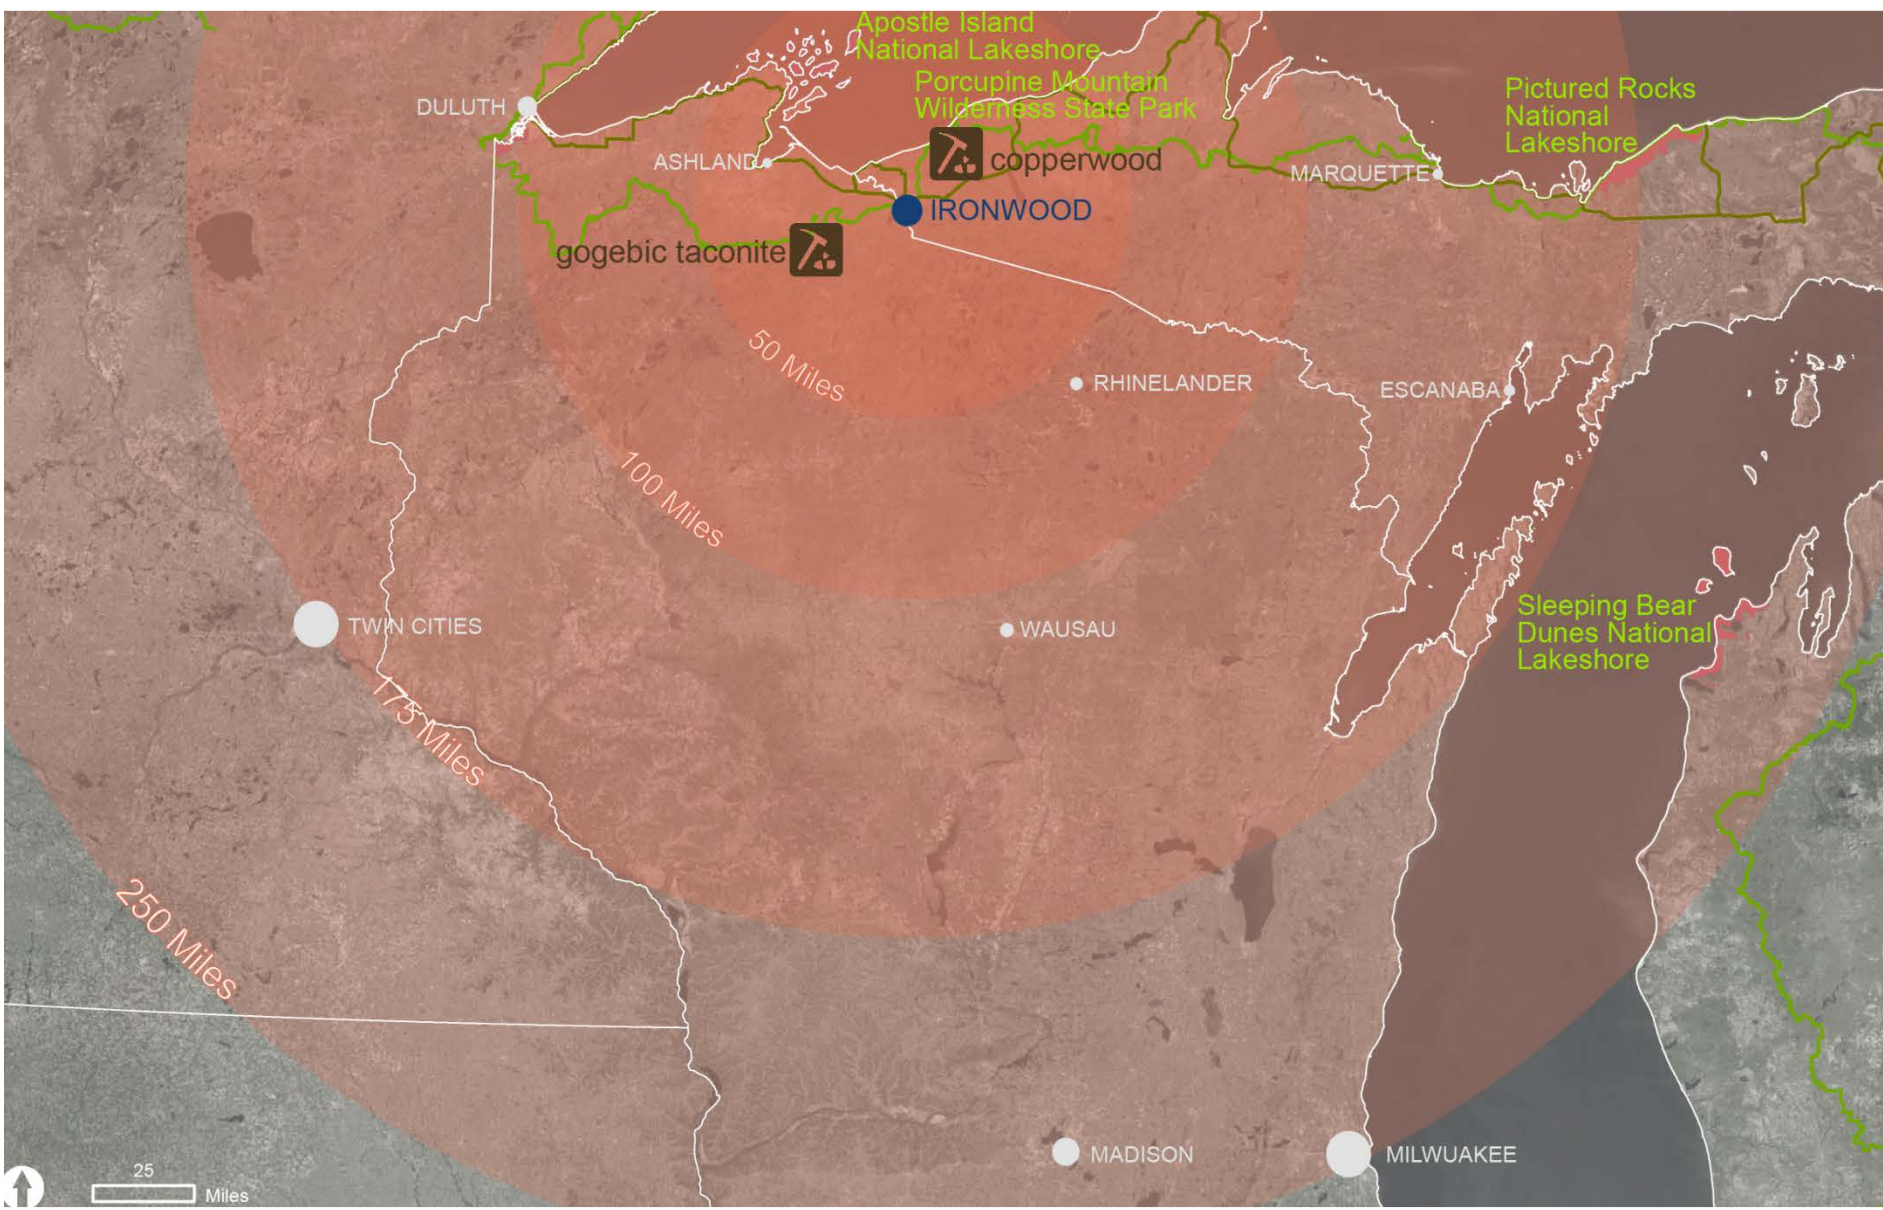 Apostle Island
National Lakeshore
Porcupine Mountain
Wilderness State Park
Pictured Rocks
National
Lakeshore
DULUTH
ASHLAND
copperwood
MARQUETTE
IRONWOOD
gogebic taconite
50 Miles
RHINELANDER
ESCANABA
100 Miles
TWIN CITIES
WAUSAU
Sleeping Bear
Dunes National
Lakeshore
175 Miles
250 Miles
MADISON
MILWUAKEE
25
Miles